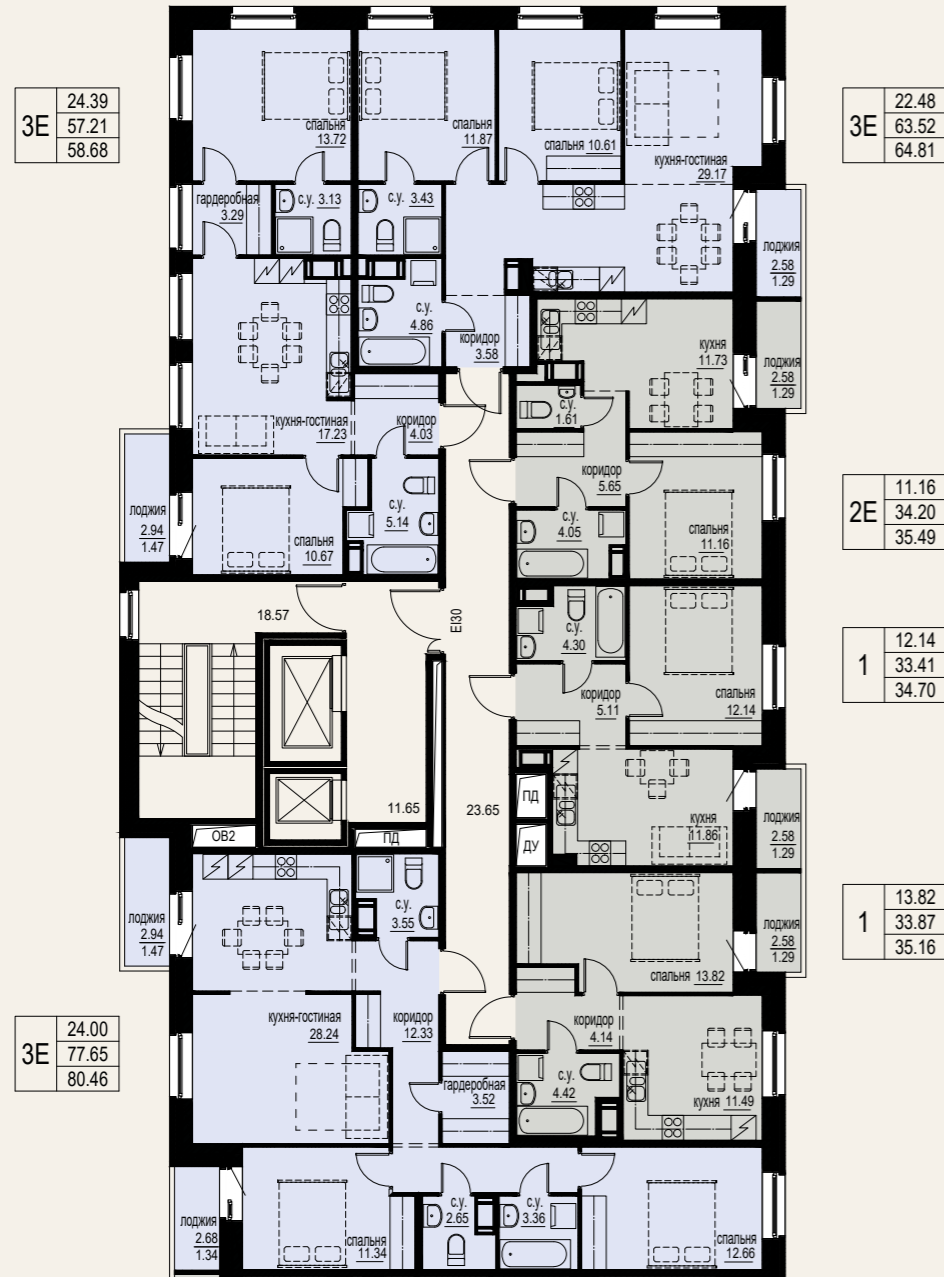 3Е
24.39
57.21
58.68
спальня
13.72
спальня
11.87
спальня 10.61
кухня-гостиная
29.17
3Е
22.48
63.52
64.81
гардеробная
3.29
с.у. 3.13
с.у. 3.43
лоджия
2.58
1.29
с.у.
4.86
коридор
3.58
кухня
11.73
лоджия
2.58
1.29
с.у.
1.61
кухня-гостиная
17.23
коридор
4.03
коридор
5.65
лоджия
2.94
1.47
спальня
10.67
с.у.
5.14
с.у.
4.05
спальня
11.16
2Е
11.16
34.20
35.49
18.57
EI30
с.у.
4.30
коридор
5.11
спальня
12.14
1
12.14
33.41
34.70
11.65
23.65
ПД
ДУ
кухня
11.86
лоджия
2.58
1.29
ОВ2
ПД
лоджия
2.94
1.47
с.у.
3.55
спальня 13.82
лоджия
2.58
1.29
1
13.82
33.87
35.16
кухня-гостиная
28.24
коридор
12.33
коридор
4.14
3Е
24.00
77.65
80.46
гардеробная
3.52
с.у.
4.42
кухня 11.49
лоджия
2.68
1.34
спальня
11.34
с.у.
2.65
с.у.
3.36
спальня
12.66